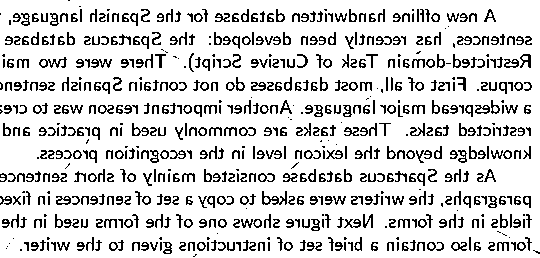 A new offline handwritten database for the Spanish language,
sentences, has recently been developed: the Spartacus database
Restricted-domain Task of Cursive Script). There were two
corpus. First of all, most databases do not contain Spanish
a widespread major language. Another important reason was to
restricted tasks. These tasks are commonly used in practice and
knowledge beyond the lexicon level in the recognition process.
As the Spartacus database consisted mainly of short
paragraphs, the writers were asked to copy a set of sentences in
fields in the forms. Next figure shows one of the forms used in the
forms also contain a brief set of instructions given to the writer.